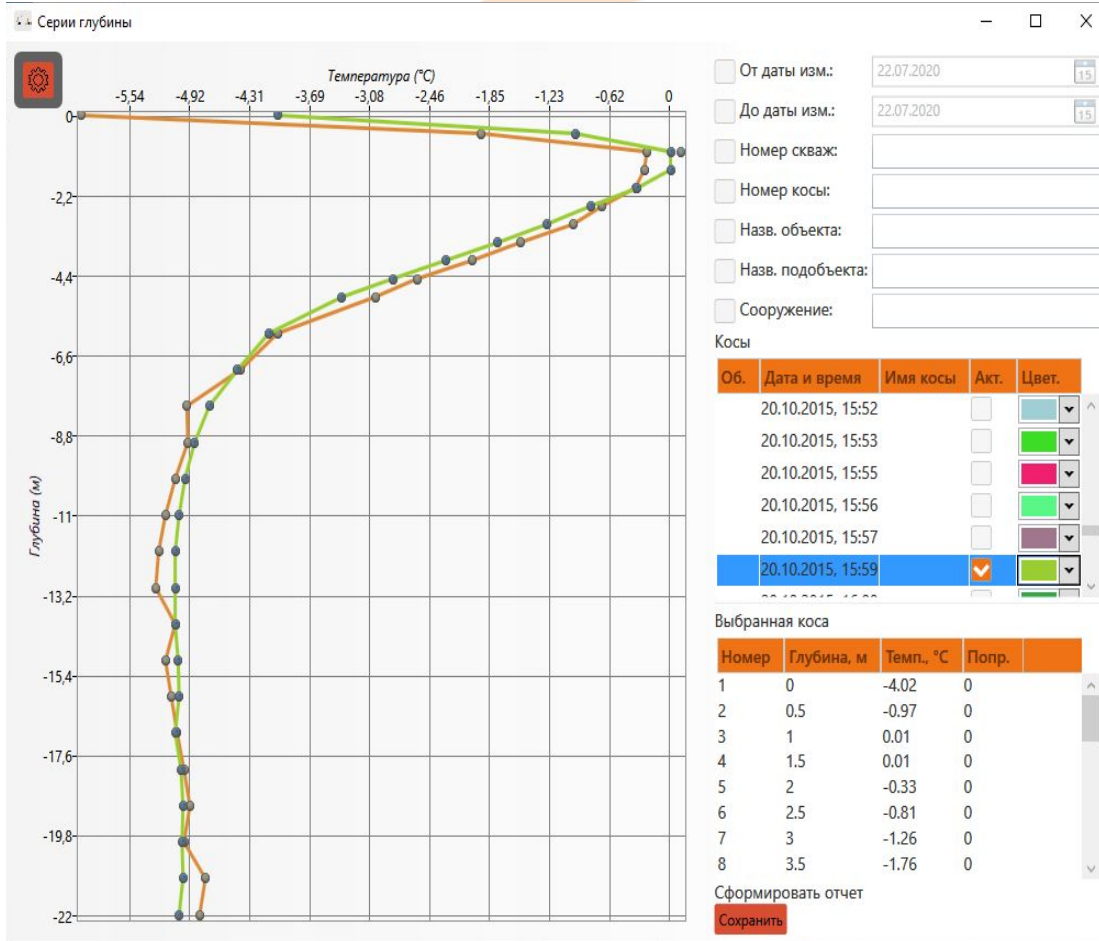 Серии глубины
Температура (°C)
-5,54 -4,92 -4,31 -3,69 -3,08 -2,46 -1,85 -1,23 -0,62 0
0
-2,2
-4,4
-6,6
-8,8
-11
-13,2
-15,4
-17,6
-19,8
-22
Глубина (м)
От даты изм.: 22.07.2020 15
До даты изм.: 22.07.2020 15
Номер скваж:
Номер косы:
Назв. объекта:
Назв. подобъекта:
Сооружение:
Косы
Об. Дата и время Имя косы Акт. Цвет.
20.10.2015, 15:52
20.10.2015, 15:53
20.10.2015, 15:55
20.10.2015, 15:56
20.10.2015, 15:57
20.10.2015, 15:59
Выбранная коса
Номер Глубина, м Темп., °C Попр.
1 0 -4.02 0
2 0.5 -0.97 0
3 1 0.01 0
4 1.5 0.01 0
5 2 -0.33 0
6 2.5 -0.81 0
7 3 -1.26 0
8 3.5 -1.76 0
Сформировать отчет
Сохранить